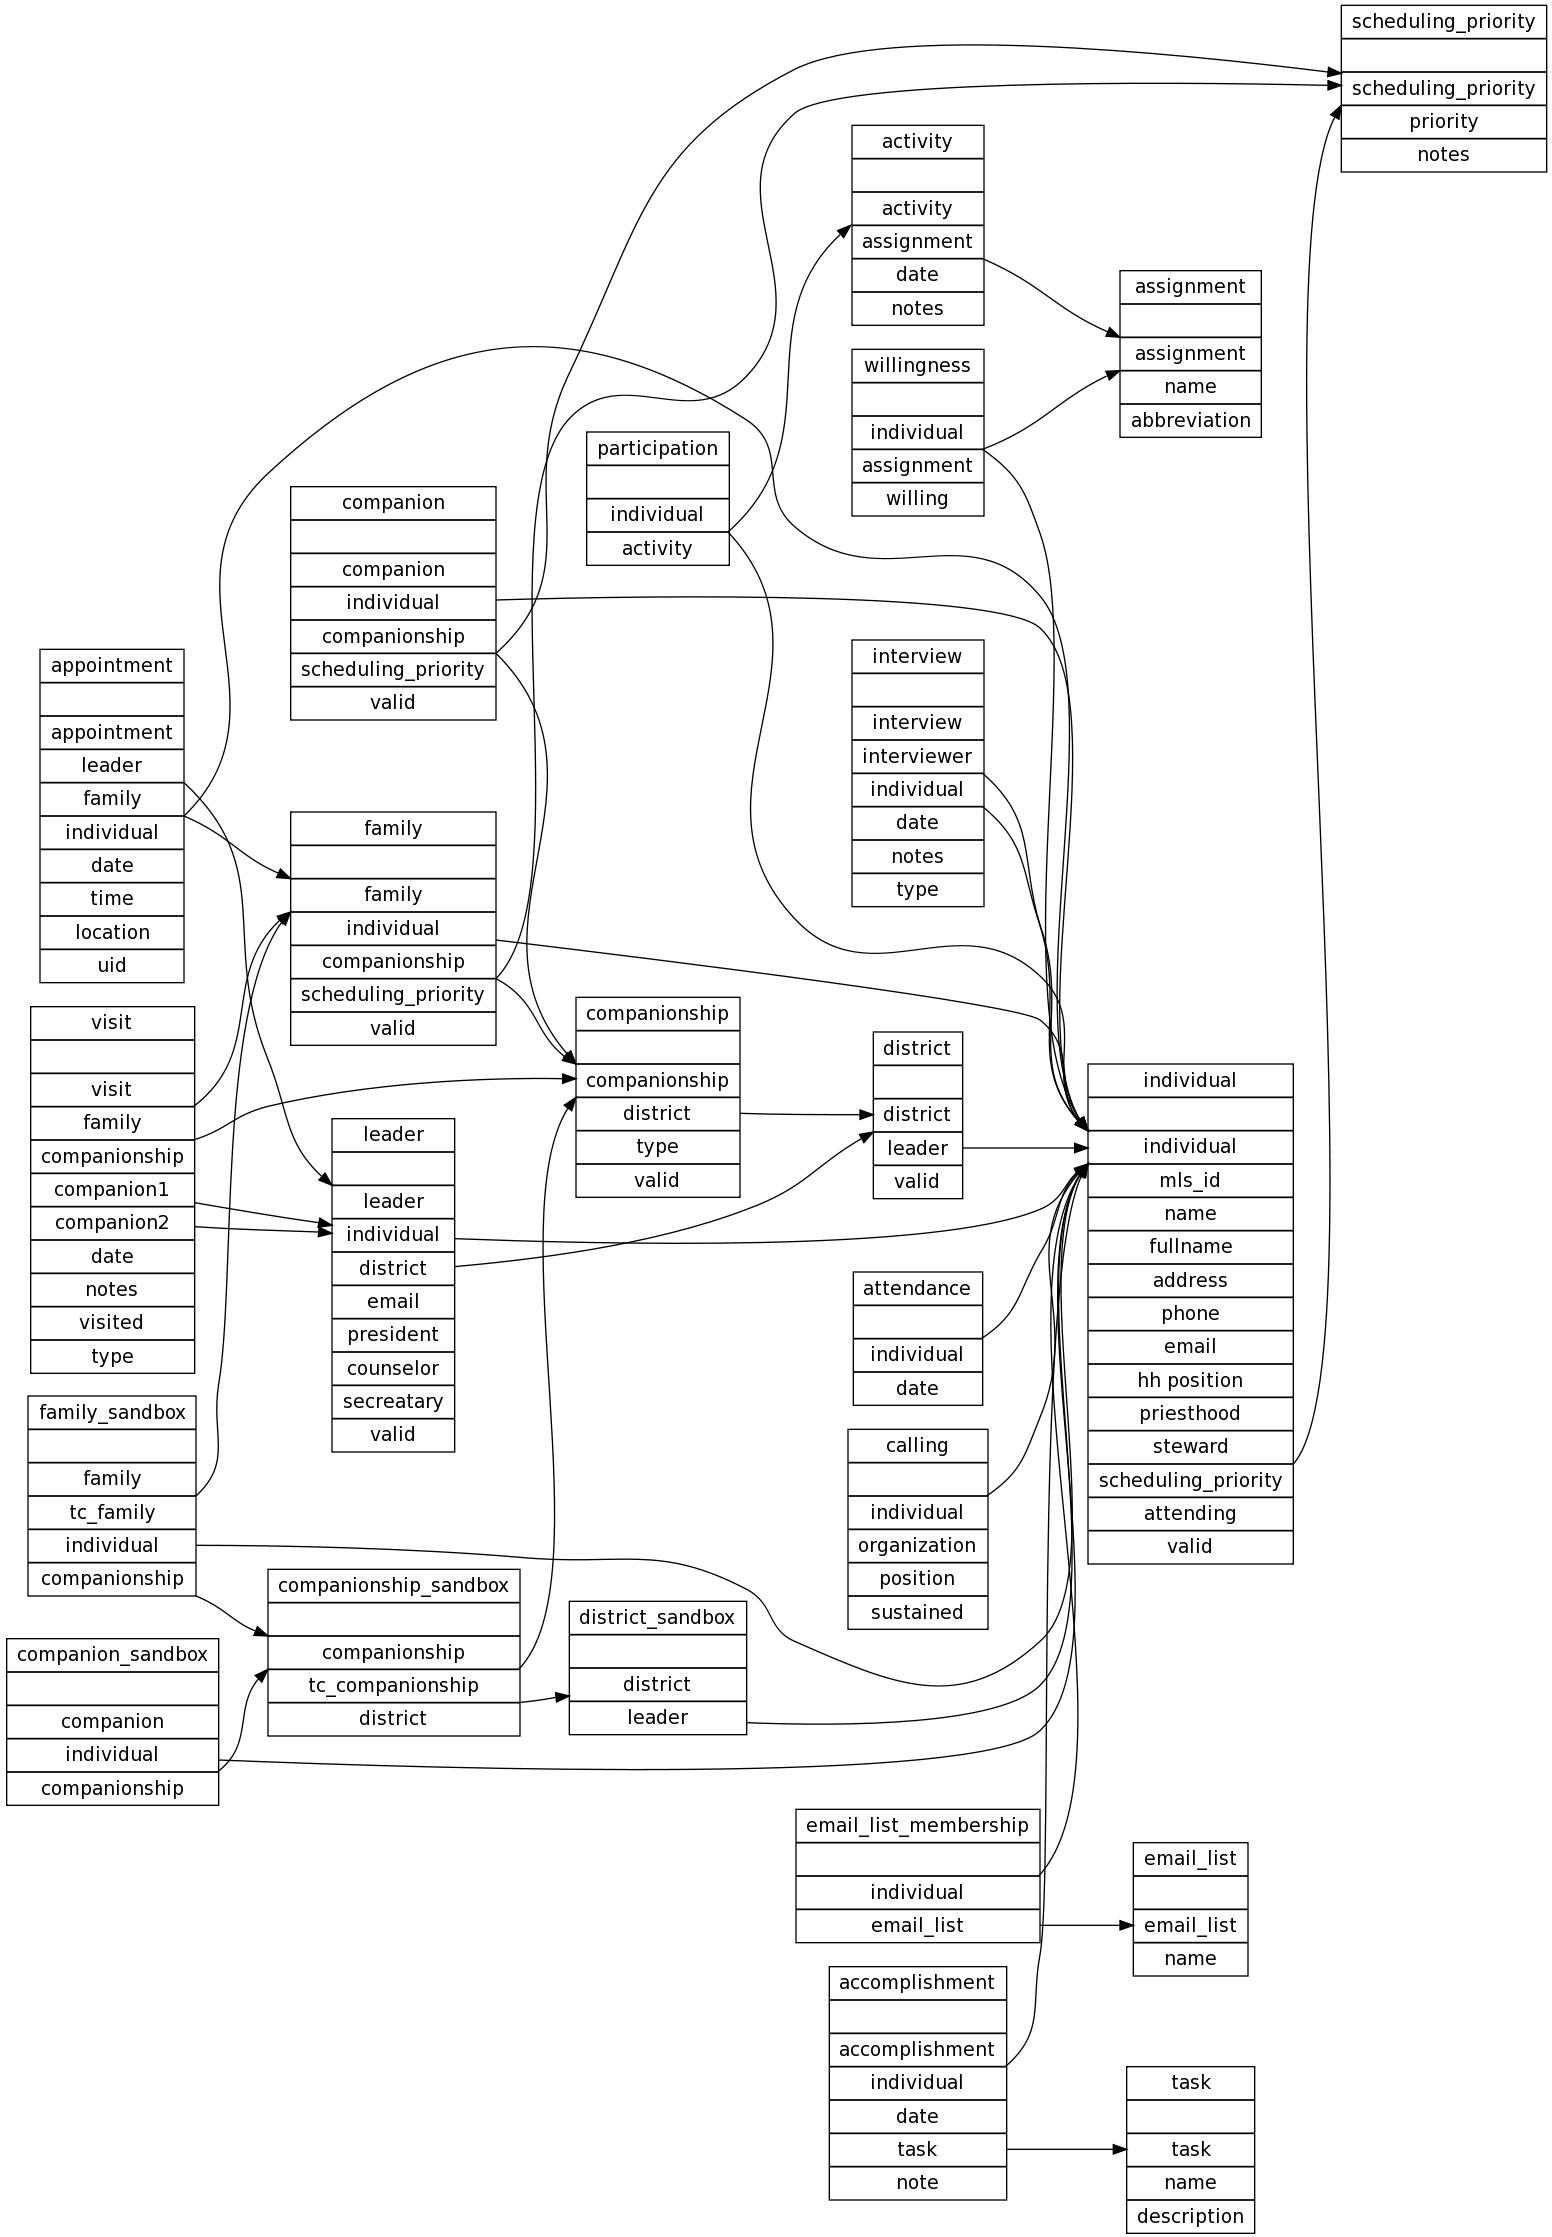 scheduling_priority
scheduling_priority
priority
notes
activity
activity
assignment
date
notes
assignment
assignment
name
abbreviation
willingness
individual
assignment
willing
participation
individual
activity
companion
companion
individual
companionship
scheduling_priority
valid
interview
interview
interviewer
individual
date
notes
type
appointment
appointment
leader
family
individual
date
time
location
uid
family
family
individual
companionship
scheduling_priority
valid
companionship
companionship
district
type
valid
visit
visit
family
companionship
companion1
companion2
date
notes
visited
type
district
district
leader
valid
individual
individual
mls_id
name
fullname
address
phone
email
hh position
priesthood
steward
scheduling_priority
attending
valid
leader
leader
individual
district
email
president
counselor
secreatary
valid
attendance
individual
date
family_sandbox
family
tc_family
individual
companionship
calling
individual
organization
position
sustained
companionship_sandbox
companionship
tc_companionship
district
district_sandbox
district
leader
companion_sandbox
companion
individual
companionship
email_list_membership
individual
email_list
email_list
email_list
name
accomplishment
accomplishment
individual
date
task
note
task
task
name
description